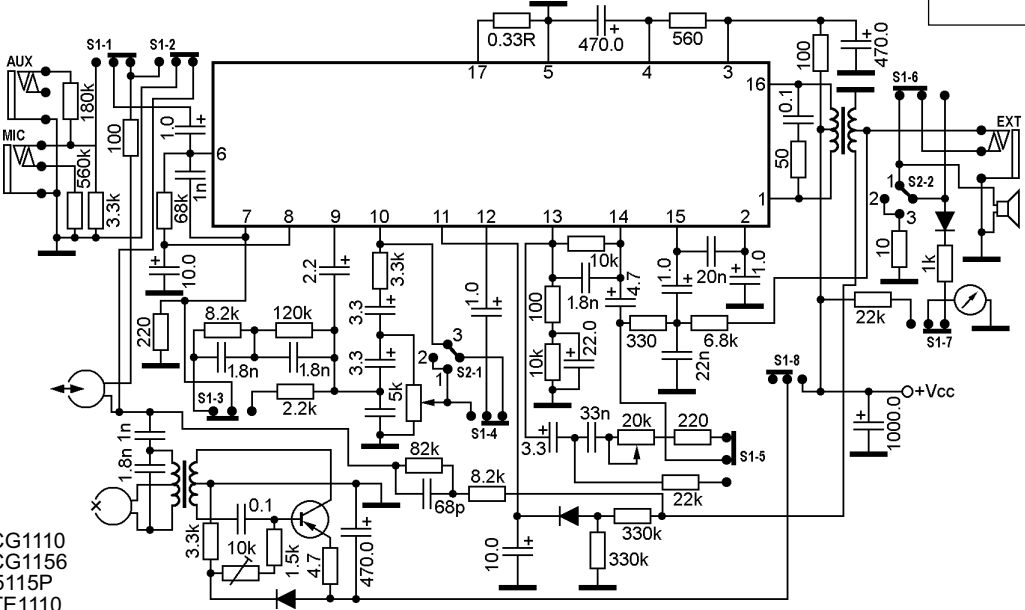 0.33R
470.0
560
100
470.0
17
5
4
3
S1-1
S1-2
AUX
180k
MIC
560k
3.3k
100
1.0
6
1n
68k
16
0.1
50
1
S1-6
EXT
1
2
3
S2-2
10
1k
7
8
9
10
11
12
13
14
15
2
10.0
2.2
3.3k
3.3
3.3
1.0
10k
1.8n
4.7
100
10k
22.0
1.0
20n
1.0
330
6.8k
22n
22k
S1-7
220
8.2k
120k
1.8n
1.8n
S1-3
2.2k
5k
3
2
1
S2-1
S1-4
S1-8
+Vcc
1000.0
1n
1.8n
82k
68p
8.2k
3.3
33n
20k
220
S1-5
22k
330k
330k
10.0
0.1
3.3k
10k
1.5k
4.7
470.0
CG1110
CG1156
5115P
TE1110